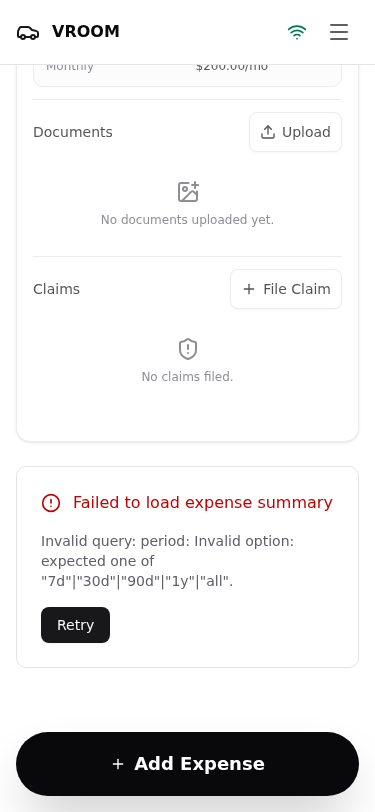 VROOM
Monthly $200.00/mo
Documents
Upload
No documents uploaded yet.
Claims
File Claim
No claims filed.
Failed to load expense summary
Invalid query: period: Invalid option:
expected one of
"7d"|"30d"|"90d"|"1y"|"all".
Retry
Add Expense